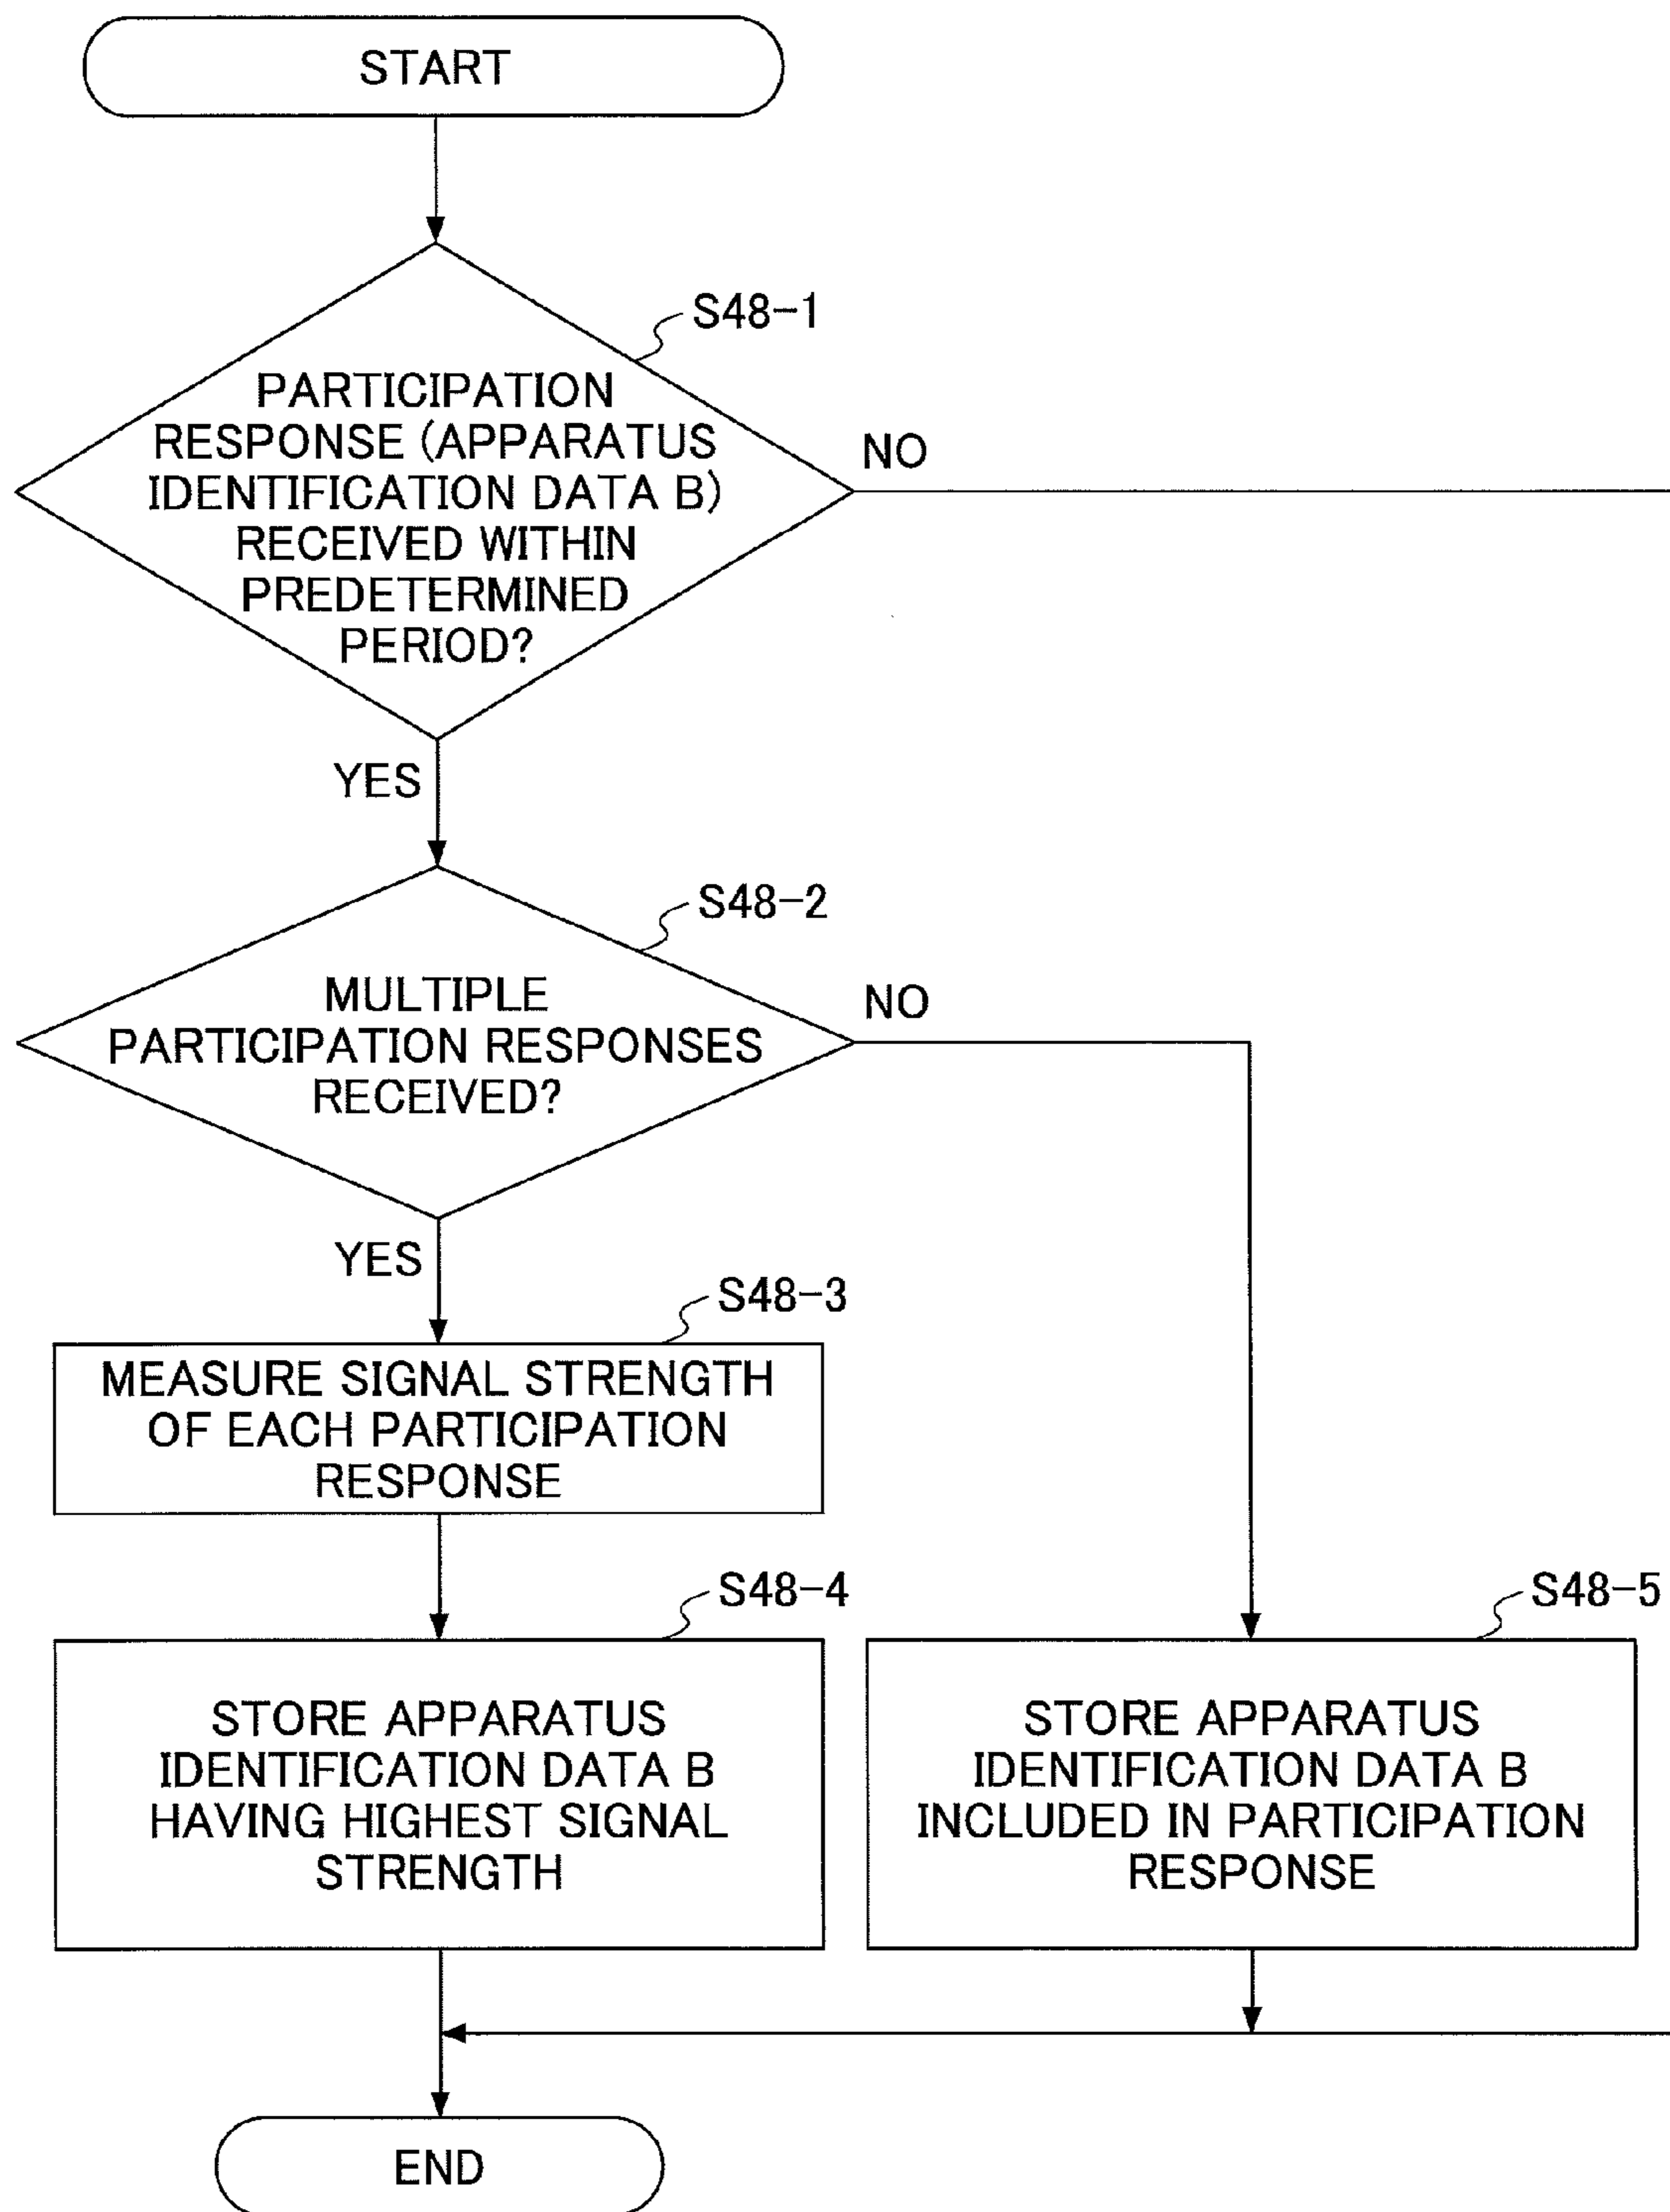 START
S48-1
PARTICIPATION
RESPONSE (APPARATUS
IDENTIFICATION DATA B)
RECEIVED WITHIN
PREDETERMINED
PERIOD?
NO
YES
S48-2
MULTIPLE
PARTICIPATION RESPONSES
RECEIVED?
NO
YES
S48-3
MEASURE SIGNAL STRENGTH
OF EACH PARTICIPATION
RESPONSE
S48-4
STORE APPARATUS
IDENTIFICATION DATA B
HAVING HIGHEST SIGNAL
STRENGTH
S48-5
STORE APPARATUS
IDENTIFICATION DATA B
INCLUDED IN PARTICIPATION
RESPONSE
END